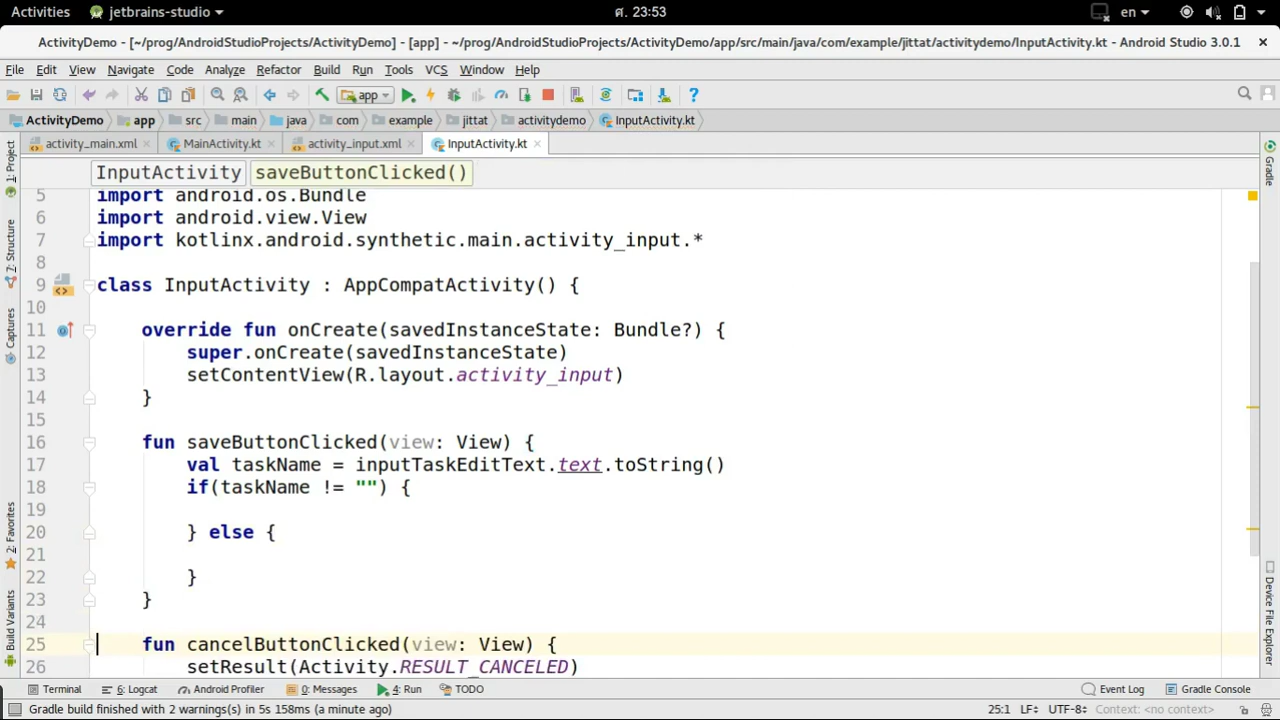 Activities jetbrains-studio ศ. 23:53 en
ActivityDemo - [~/prog/AndroidStudioProjects/ActivityDemo] - [app] - ~/prog/AndroidStudioProjects/ActivityDemo/app/src/main/java/com/example/jittat/activitydemo/InputActivity.kt - Android Studio 3.0.1
File Edit View Navigate Code Analyze Refactor Build Run Tools VCS Window Help
app
ActivityDemo app src main java com example jittat activitydemo InputActivity.kt
activity_main.xml MainActivity.kt activity_input.xml InputActivity.kt
InputActivity saveButtonClicked()
5 import android.os.Bundle
6 import android.view.View
7 import kotlinx.android.synthetic.main.activity_input.*
8
9 class InputActivity : AppCompatActivity() {
10
11 override fun onCreate(savedInstanceState: Bundle?) {
12 super.onCreate(savedInstanceState)
13 setContentView(R.layout.activity_input)
14 }
15
16 fun saveButtonClicked(view: View) {
17 val taskName = inputTaskEditText.text.toString()
18 if(taskName != "") {
19
20 } else {
21
22 }
23 }
24
25 fun cancelButtonClicked(view: View) {
26 setResult(Activity.RESULT_CANCELED)
1: Project
7: Structure
Captures
2: Favorites
Build Variants
Gradle
Device File Explorer
Terminal 6: Logcat Android Profiler 0: Messages 4: Run TODO Event Log Gradle Console
Gradle build finished with 2 warnings(s) in 5s 158ms (a minute ago) 25:1 LF÷ UTF-8÷ Context: <no context>